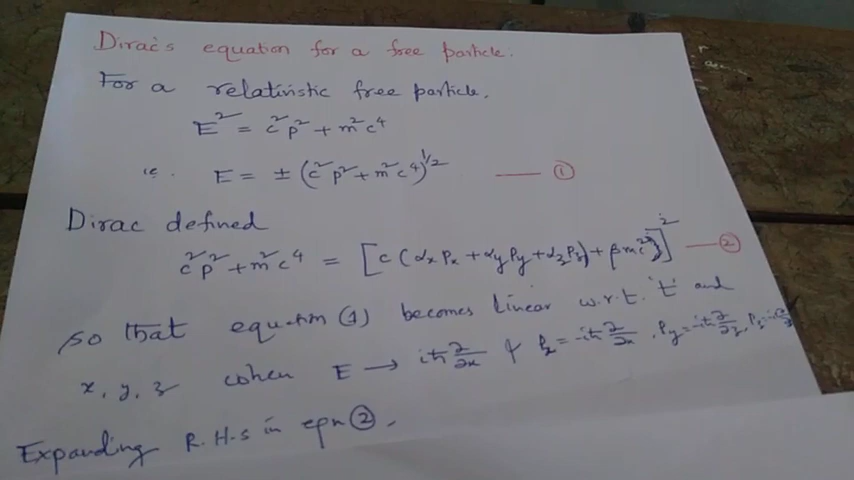 Dirac's equation for a free particle.
For a relativistic free particle.
E² = c²p² + m²c⁴
i.e. E = ± (c²p² + m²c⁴)^1/2 —— ①
Dirac defined
c²p² + m²c⁴ = [c (αx Px + αy Py + αz Pz) + βmc²]² —— ②
so that equation (1) becomes linear w.r.t. 't' and
x, y, z when E → iħ ∂/∂x & Px = -iħ ∂/∂x, Py = -iħ ∂/∂y,
Expanding R.H.S in eqn ②.